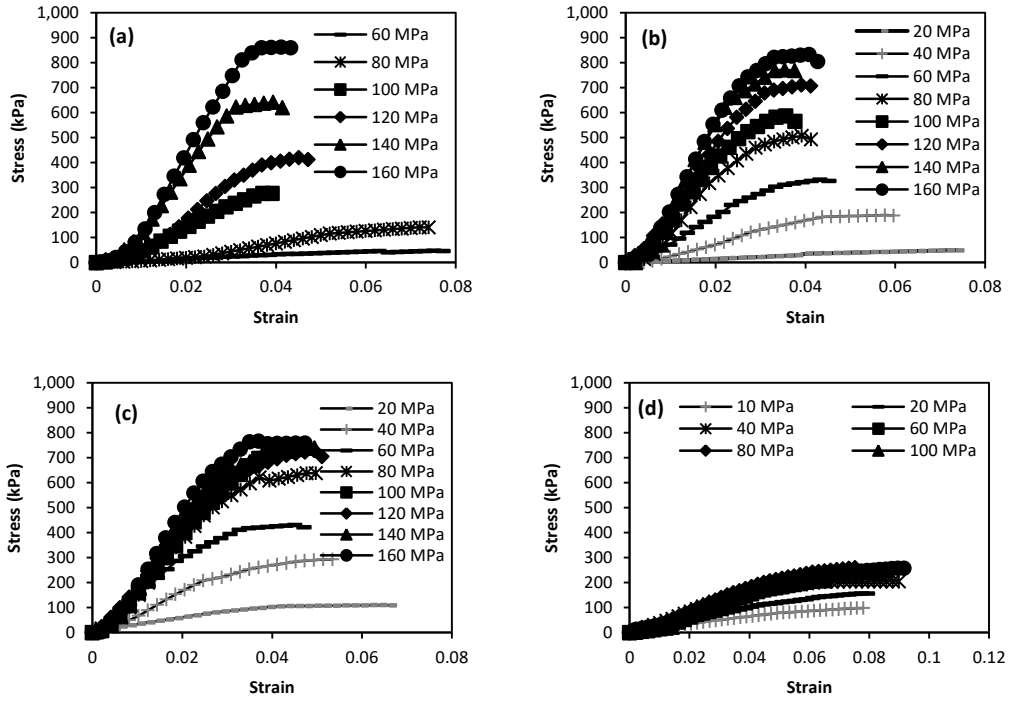 (a)
1,000
900
800
700
600
500
400
300
200
100
0
Stress (kPa)
0 0.02 0.04 0.06 0.08
Strain
60 MPa
80 MPa
100 MPa
120 MPa
140 MPa
160 MPa
(b)
1,000
900
800
700
600
500
400
300
200
100
0
Stress (kPa)
0 0.02 0.04 0.06 0.08
Stain
20 MPa
40 MPa
60 MPa
80 MPa
100 MPa
120 MPa
140 MPa
160 MPa
(c)
1,000
900
800
700
600
500
400
300
200
100
0
Stress (kPa)
0 0.02 0.04 0.06 0.08
Strain
20 MPa
40 MPa
60 MPa
80 MPa
100 MPa
120 MPa
140 MPa
160 MPa
(d)
1,000
900
800
700
600
500
400
300
200
100
0
Stress (kPa)
0 0.02 0.04 0.06 0.08 0.1 0.12
Strain
10 MPa 20 MPa
40 MPa 60 MPa
80 MPa 100 MPa